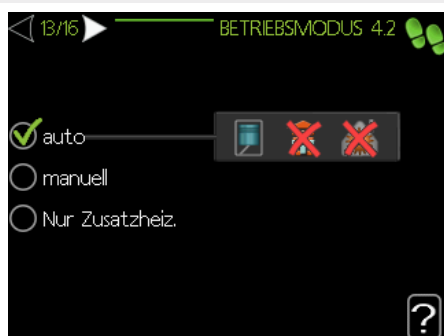 13/16 BETRIEBSMODUS 4.2
auto
manuell
Nur Zusatzheiz.
?